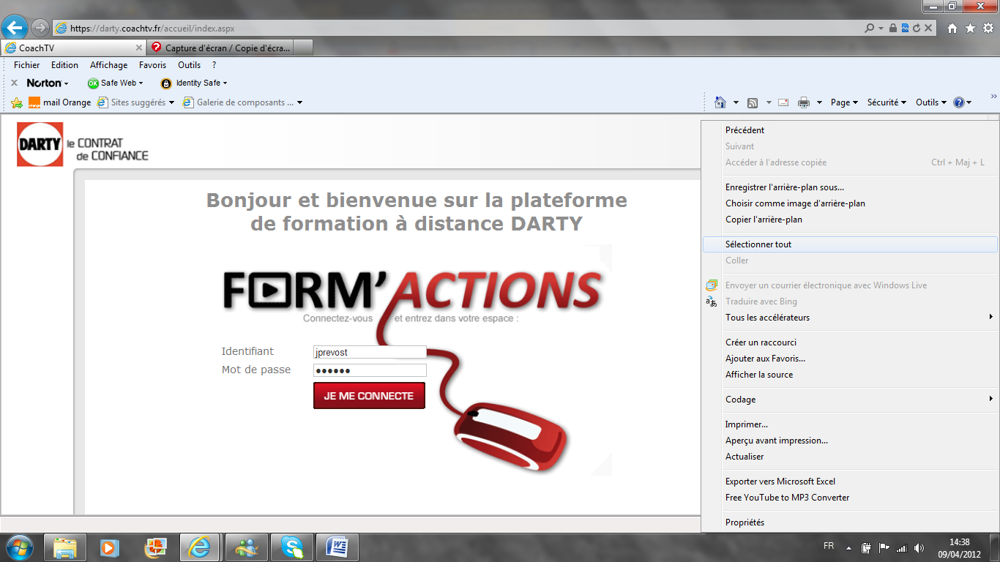 https://darty.coachtv.fr/accueil/index.aspx
CoachTV
Capture d'écran / Copie d'écra...
Fichier Edition Affichage Favoris Outils ?
Norton Safe Web Identity Safe
mail Orange Sites suggérés Galerie de composants ...
Page Sécurité Outils
DARTY le CONTRAT
de CONFIANCE
Bonjour et bienvenue sur la plateforme
de formation à distance DARTY
FORM'ACTIONS
Connectez-vous et entrez dans votre espace :
Identifiant jprevost
Mot de passe ●●●●●●
JE ME CONNECTE
Précédent
Suivant
Accéder à l'adresse copiée Ctrl + Maj + L
Enregistrer l'arrière-plan sous...
Choisir comme image d'arrière-plan
Copier l'arrière-plan
Sélectionner tout
Coller
Envoyer un courrier électronique avec Windows Live
Traduire avec Bing
Tous les accélérateurs
Créer un raccourci
Ajouter aux Favoris...
Afficher la source
Codage
Imprimer...
Aperçu avant impression...
Actualiser
Exporter vers Microsoft Excel
Free YouTube to MP3 Converter
Propriétés
FR
14:38
09/04/2012